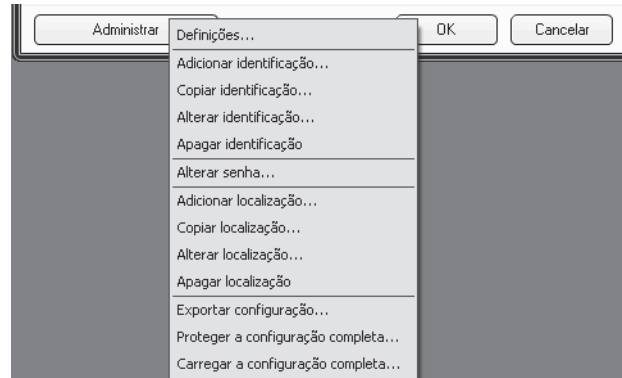 Administrar
OK
Cancelar
Definições...
Adicionar identificação...
Copiar identificação...
Alterar identificação...
Apagar identificação
Alterar senha...
Adicionar localização...
Copiar localização...
Alterar localização...
Apagar localização
Exportar configuração...
Proteger a configuração completa...
Carregar a configuração completa...